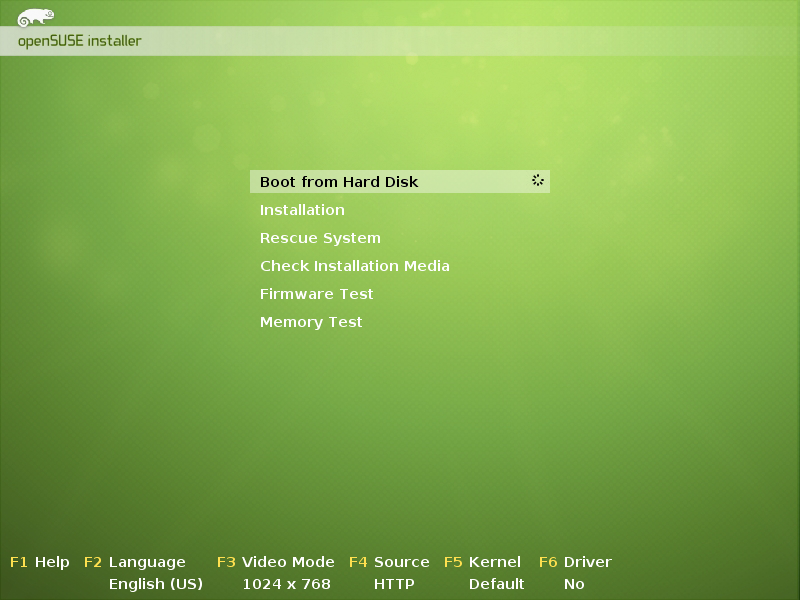 openSUSE installer
Boot from Hard Disk
Installation
Rescue System
Check Installation Media
Firmware Test
Memory Test
F1 Help F2 Language F3 Video Mode F4 Source F5 Kernel F6 Driver
English (US) 1024 x 768 HTTP Default No